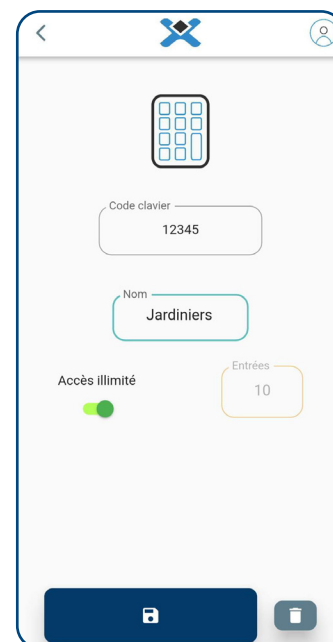 Code clavier
12345
Nom
Jardiniers
Accès illimité
Entrées
10